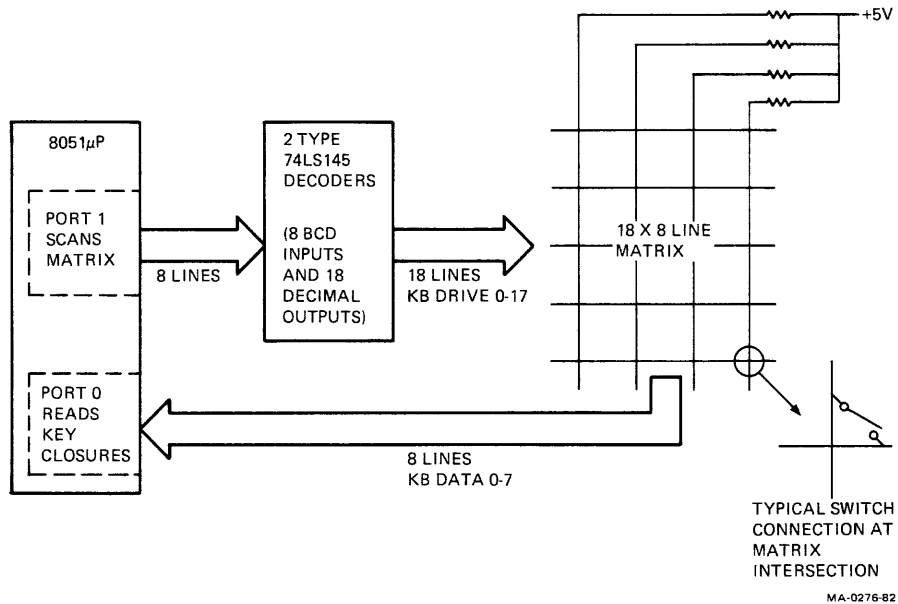 +5V
8051µP
PORT 1
SCANS
MATRIX
8 LINES
2 TYPE
74LS145
DECODERS
(8 BCD
INPUTS
AND 18
DECIMAL
OUTPUTS)
18 LINES
KB DRIVE 0-17
18 X 8 LINE
MATRIX
PORT 0
READS
KEY
CLOSURES
8 LINES
KB DATA 0-7
TYPICAL SWITCH
CONNECTION AT
MATRIX
INTERSECTION
MA-0276-82